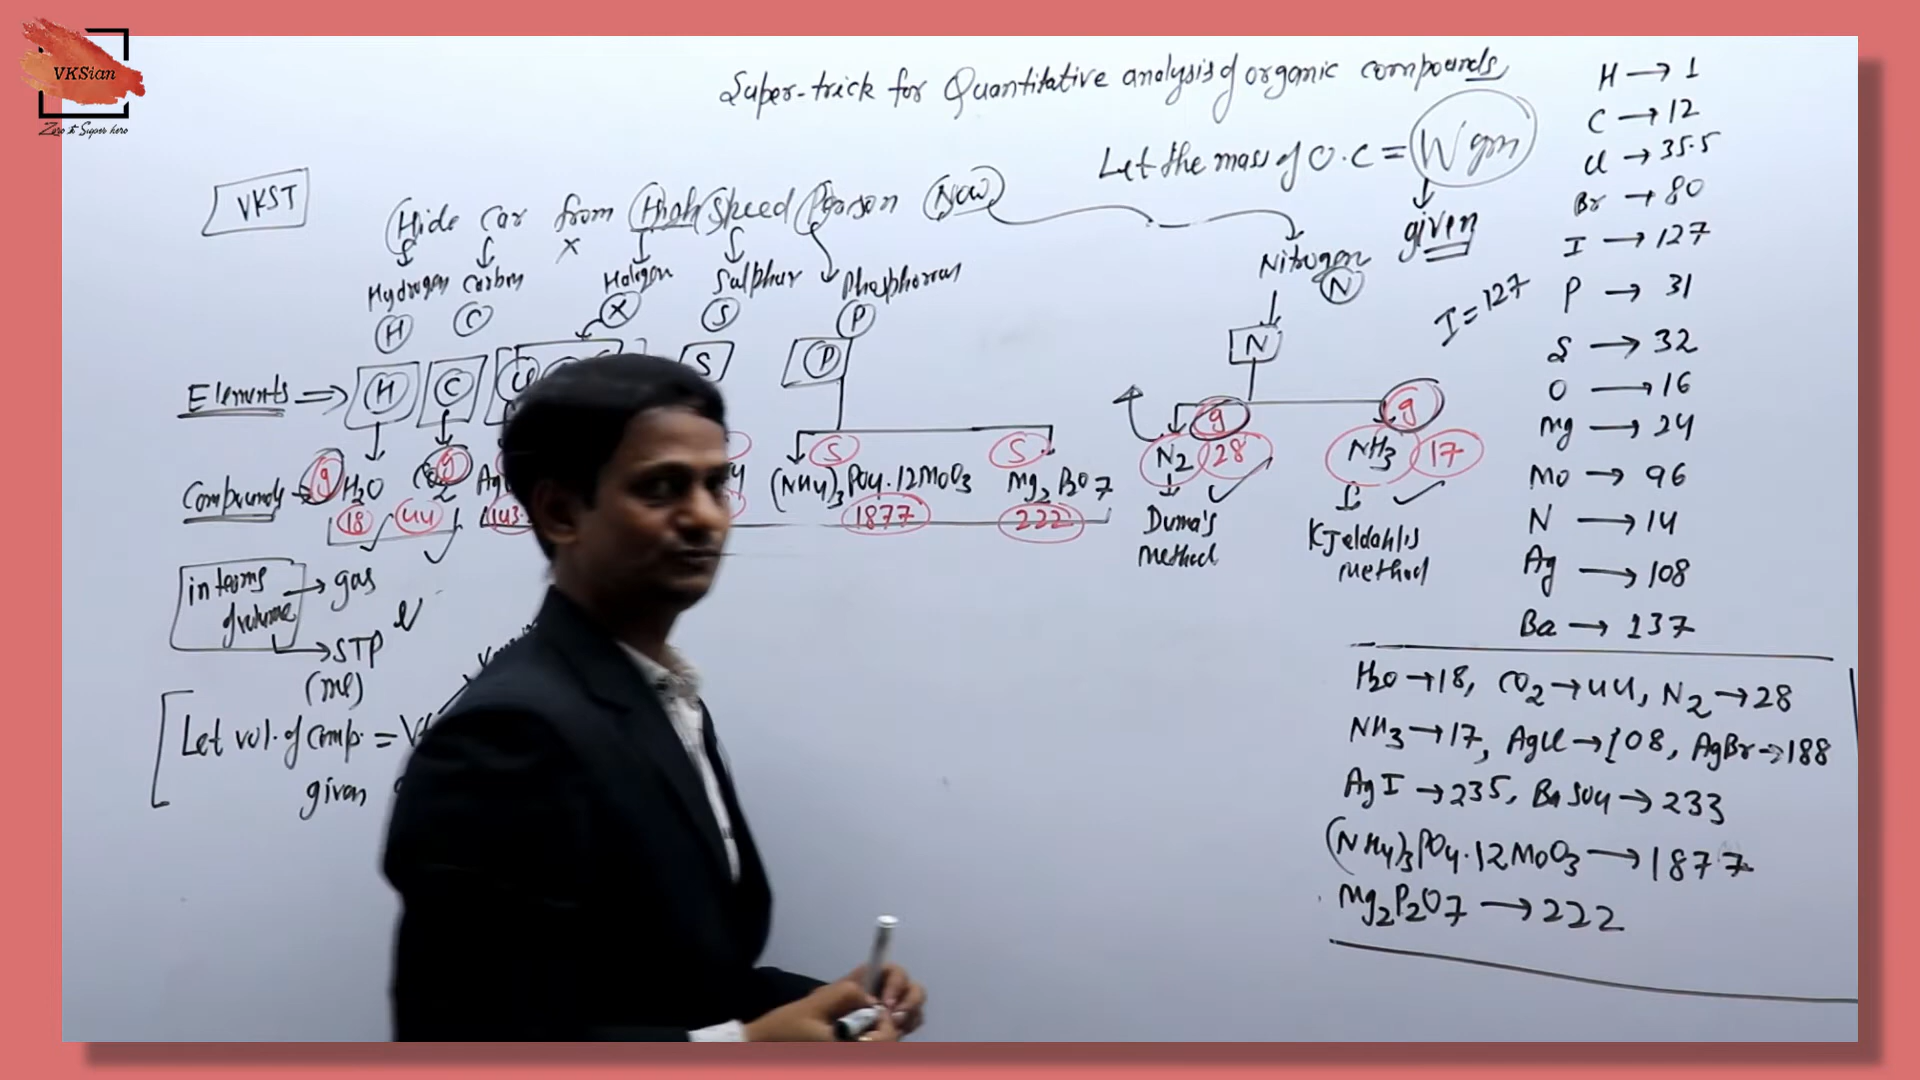 VKSian
Zero to Super hero
Super-trick for Quantitative analysis of organic compounds
Let the mass of O.C = W gm
given
VKST
Hide car from High Speed Person Now
x
Hydrogen Carbon Halogen Sulphur Phosphorous Nitrogen
H C X S P N
I = 127
Elements ⇒ H C Cl S P N
g g S S g g
Compounds → H2O CO2 Ag (NH4)3PO4.12MoO3 Mg2P2O7 N2 28 NH3 17
18 44 143. 1877 222
Duma's Method
KJeldahl's method
in terms of volume → gas
→ STP
(ml)
Let vol. of comp. = V
given
H → 1
C → 12
Cl → 35.5
Br → 80
I → 127
P → 31
S → 32
O → 16
Mg → 24
Mo → 96
N → 14
Ag → 108
Ba → 137
H2O → 18, CO2 → 44, N2 → 28
NH3 → 17, AgCl → 108, AgBr → 188
AgI → 235, BaSO4 → 233
(NH4)3PO4.12MoO3 → 1877
Mg2P2O7 → 222